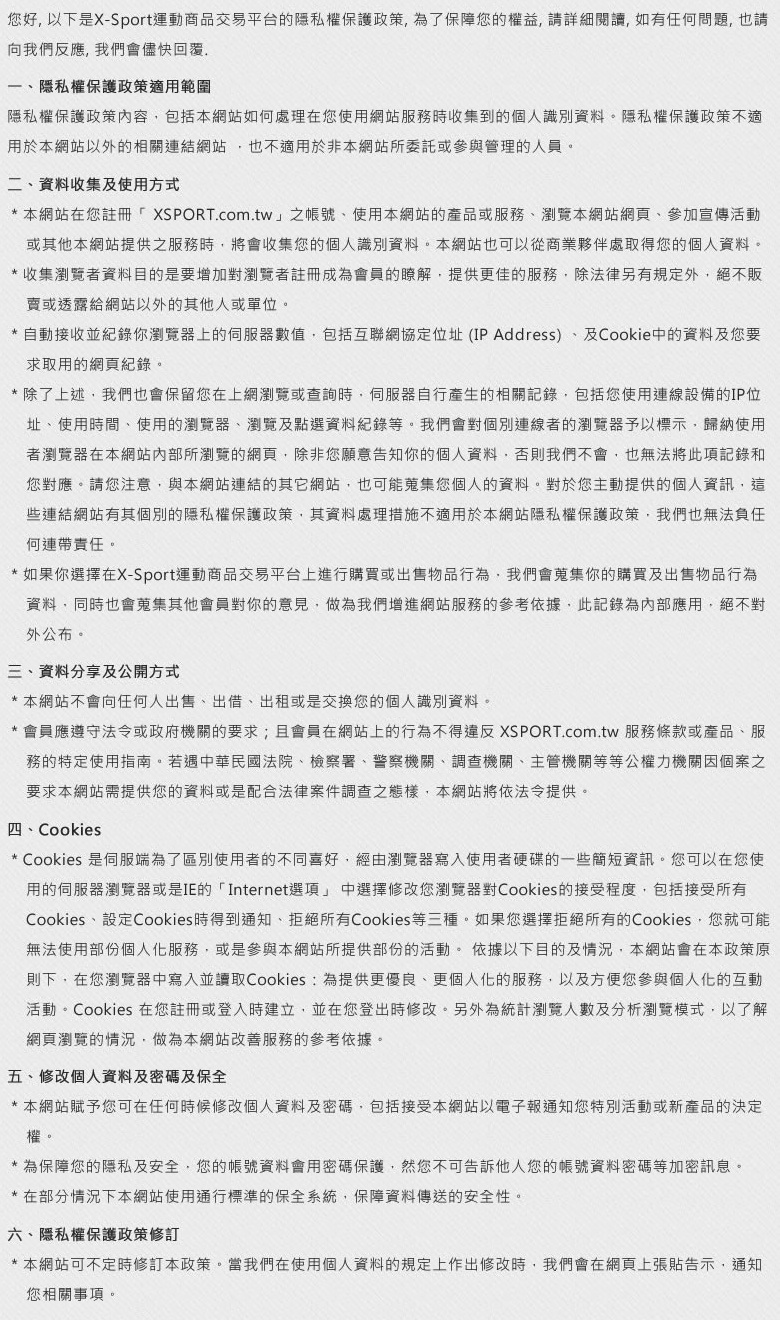 您好, 以下是X-Sport運動商品交易平台的隱私權保護政策, 為了保障您的權益, 請詳細閱讀, 如有任何問題, 也請
向我們反應, 我們會儘快回覆.
一、隱私權保護政策適用範圍
隱私權保護政策內容，包括本網站如何處理在您使用網站服務時收集到的個人識別資料。隱私權保護政策不適
用於本網站以外的相關連結網站 ，也不適用於非本網站所委託或參與管理的人員。
二、資料收集及使用方式
* 本網站在您註冊「 XSPORT.com.tw」之帳號、使用本網站的產品或服務、瀏覽本網站網頁、參加宣傳活動
或其他本網站提供之服務時，將會收集您的個人識別資料。本網站也可以從商業夥伴處取得您的個人資料。
* 收集瀏覽者資料目的是要增加對瀏覽者註冊成為會員的瞭解，提供更佳的服務，除法律另有規定外，絕不販
賣或透露給網站以外的其他人或單位。
* 自動接收並紀錄你瀏覽器上的伺服器數值，包括互聯網協定位址 (IP Address) 、及Cookie中的資料及您要
求取用的網頁紀錄。
* 除了上述，我們也會保留您在上網瀏覽或查詢時，伺服器自行產生的相關記錄，包括您使用連線設備的IP位
址、使用時間、使用的瀏覽器、瀏覽及點選資料紀錄等。我們會對個別連線者的瀏覽器予以標示，歸納使用
者瀏覽器在本網站內部所瀏覽的網頁，除非您願意告知你的個人資料，否則我們不會，也無法將此項記錄和
您對應。請您注意，與本網站連結的其它網站，也可能蒐集您個人的資料。對於您主動提供的個人資訊，這
些連結網站有其個別的隱私權保護政策，其資料處理措施不適用於本網站隱私權保護政策，我們也無法負任
何連帶責任。
* 如果你選擇在X-Sport運動商品交易平台上進行購買或出售物品行為，我們會蒐集你的購買及出售物品行為
資料，同時也會蒐集其他會員對你的意見，做為我們增進網站服務的參考依據，此記錄為內部應用，絕不對
外公布。
三、資料分享及公開方式
* 本網站不會向任何人出售、出借、出租或是交換您的個人識別資料。
* 會員應遵守法令或政府機關的要求；且會員在網站上的行為不得違反 XSPORT.com.tw 服務條款或產品、服
務的特定使用指南。若遇中華民國法院、檢察署、警察機關、調查機關、主管機關等等公權力機關因個案之
要求本網站需提供您的資料或是配合法律案件調查之態樣，本網站將依法令提供。
四、Cookies
* Cookies 是伺服端為了區別使用者的不同喜好，經由瀏覽器寫入使用者硬碟的一些簡短資訊。您可以在您使
用的伺服器瀏覽器或是IE的「Internet選項」 中選擇修改您瀏覽器對Cookies的接受程度，包括接受所有
Cookies、設定Cookies時得到通知、拒絕所有Cookies等三種。如果您選擇拒絕所有的Cookies，您就可能
無法使用部份個人化服務，或是參與本網站所提供部份的活動。 依據以下目的及情況，本網站會在本政策原
則下，在您瀏覽器中寫入並讀取Cookies：為提供更優良、更個人化的服務，以及方便您參與個人化的互動
活動。Cookies 在您註冊或登入時建立，並在您登出時修改。另外為統計瀏覽人數及分析瀏覽模式，以了解
網頁瀏覽的情況，做為本網站改善服務的參考依據。
五、修改個人資料及密碼及保全
* 本網站賦予您可在任何時候修改個人資料及密碼，包括接受本網站以電子報通知您特別活動或新產品的決定
權。
* 為保障您的隱私及安全，您的帳號資料會用密碼保護，然您不可告訴他人您的帳號資料密碼等加密訊息。
* 在部分情況下本網站使用通行標準的保全系統，保障資料傳送的安全性。
六、隱私權保護政策修訂
* 本網站可不定時修訂本政策。當我們在使用個人資料的規定上作出修改時，我們會在網頁上張貼告示，通知
您相關事項。